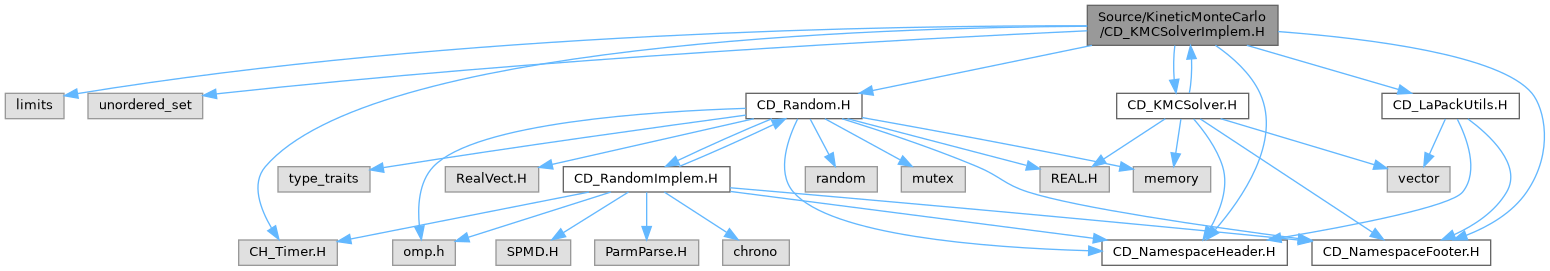 Source/KineticMonteCarlo
/CD_KMCSolverImplem.H
limits
unordered_set
CD_Random.H
CD_KMCSolver.H
CD_LaPackUtils.H
type_traits
RealVect.H
CD_RandomImplem.H
random
mutex
REAL.H
memory
vector
CH_Timer.H
omp.h
SPMD.H
ParmParse.H
chrono
CD_NamespaceHeader.H
CD_NamespaceFooter.H